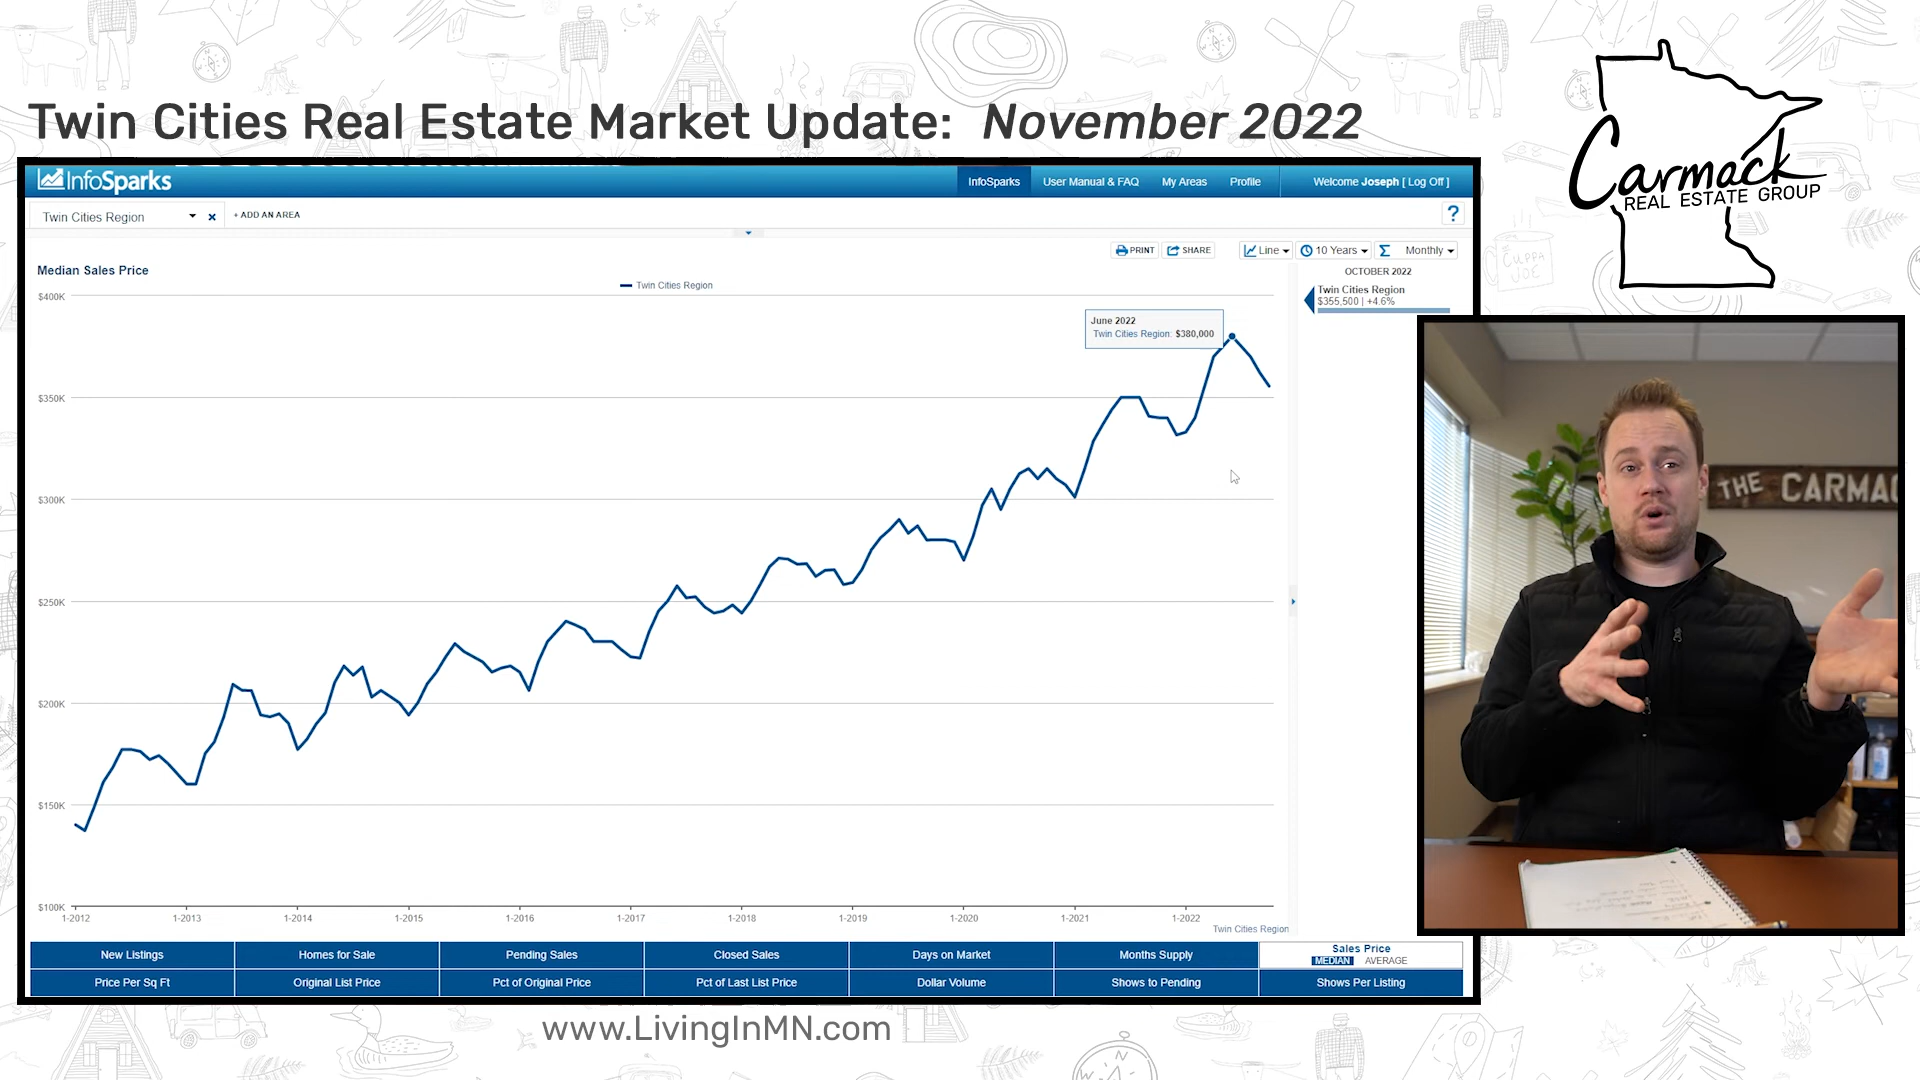 Twin Cities Real Estate Market Update: November 2022
Carmack
REAL ESTATE GROUP
InfoSparks
InfoSparks User Manual & FAQ My Areas Profile Welcome Joseph [ Log Off ]
Twin Cities Region + ADD AN AREA ?
PRINT SHARE Line 10 Years Monthly
Median Sales Price
Twin Cities Region
OCTOBER 2022
Twin Cities Region
$355,500 | +4.6%
June 2022
Twin Cities Region: $380,000
$400K
$350K
$300K
$250K
$200K
$150K
$100K
1-2012 1-2013 1-2014 1-2015 1-2016 1-2017 1-2018 1-2019 1-2020 1-2021 1-2022
Twin Cities Region
New Listings Homes for Sale Pending Sales Closed Sales Days on Market Months Supply Sales Price
MEDIAN AVERAGE
Price Per Sq Ft Original List Price Pct of Original Price Pct of Last List Price Dollar Volume Shows to Pending Shows Per Listing
CUPPA
JOE
THE CARMAC
www.LivingInMN.com